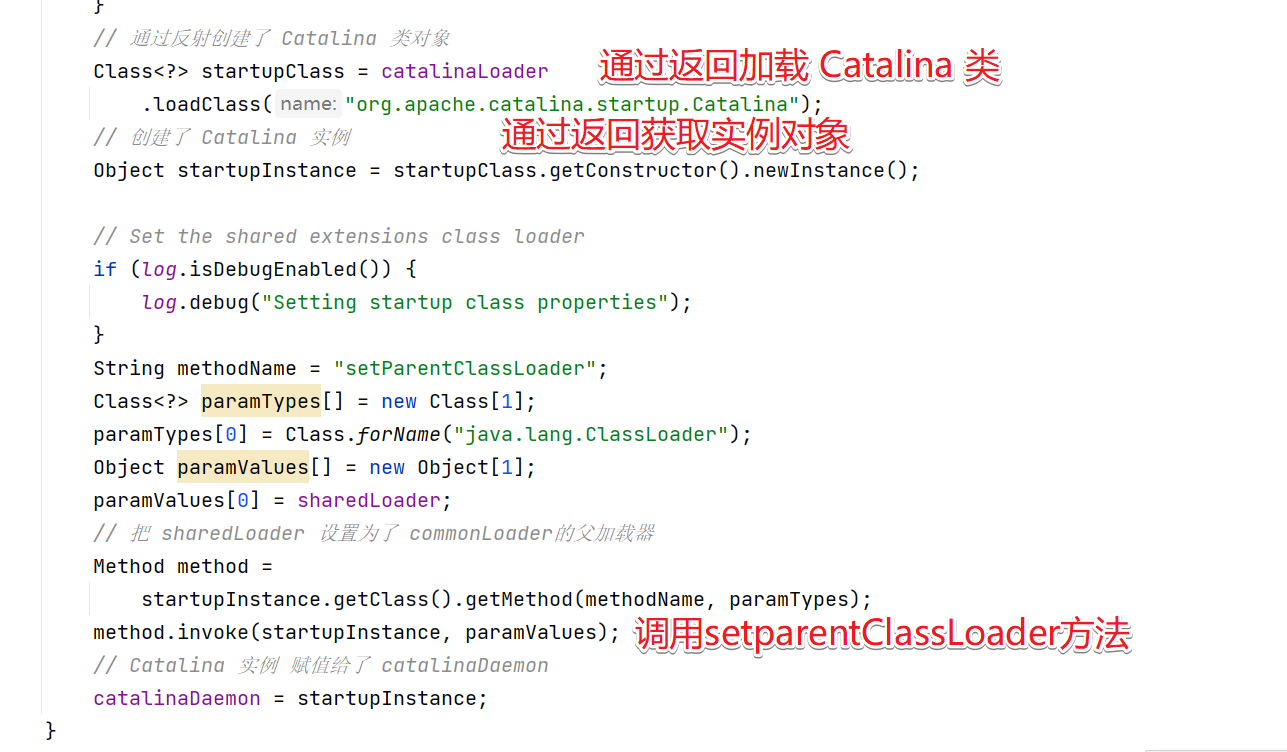 }
// 通过反射创建了 Catalina 类对象
Class<?> startupClass = catalinaLoader
通过返回加载 Catalina 类
.loadClass( name: "org.apache.catalina.startup.Catalina");
// 创建了 Catalina 实例
通过返回获取实例对象
Object startupInstance = startupClass.getConstructor().newInstance();
// Set the shared extensions class loader
if (log.isDebugEnabled()) {
log.debug("Setting startup class properties");
}
String methodName = "setParentClassLoader";
Class<?> paramTypes[] = new Class[1];
paramTypes[0] = Class.forName("java.lang.ClassLoader");
Object paramValues[] = new Object[1];
paramValues[0] = sharedLoader;
// 把 sharedLoader 设置为了 commonLoader的父加载器
Method method =
startupInstance.getClass().getMethod(methodName, paramTypes);
method.invoke(startupInstance, paramValues);
调用setparentClassLoader方法
// Catalina 实例 赋值给了 catalinaDaemon
catalinaDaemon = startupInstance;
}